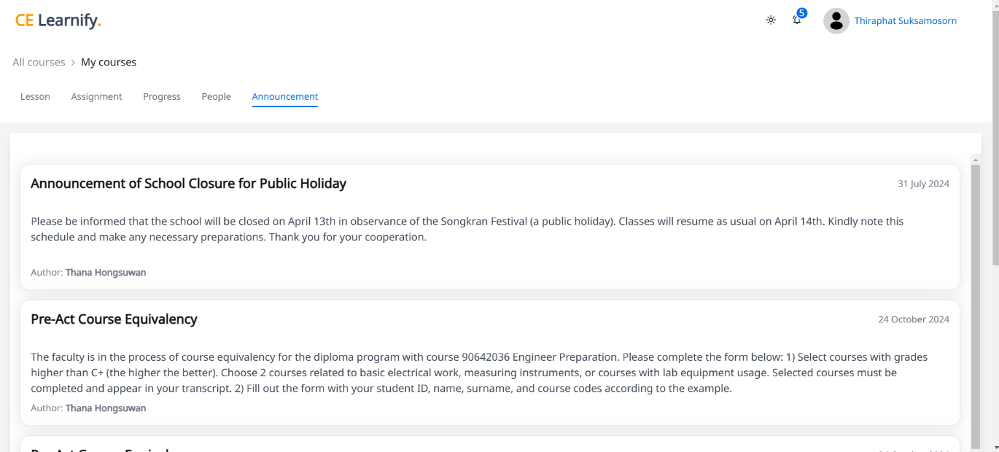 CE Learnify.
5
Thiraphat Suksamosorn
All courses > My courses
Lesson Assignment Progress People Announcement
Announcement of School Closure for Public Holiday
31 July 2024
Please be informed that the school will be closed on April 13th in observance of the Songkran Festival (a public holiday). Classes will resume as usual on April 14th. Kindly note this
schedule and make any necessary preparations. Thank you for your cooperation.
Author: Thana Hongsuwan
Pre-Act Course Equivalency
24 October 2024
The faculty is in the process of course equivalency for the diploma program with course 90642036 Engineer Preparation. Please complete the form below: 1) Select courses with grades
higher than C+ (the higher the better). Choose 2 courses related to basic electrical work, measuring instruments, or courses with lab equipment usage. Selected courses must be
completed and appear in your transcript. 2) Fill out the form with your student ID, name, surname, and course codes according to the example.
Author: Thana Hongsuwan